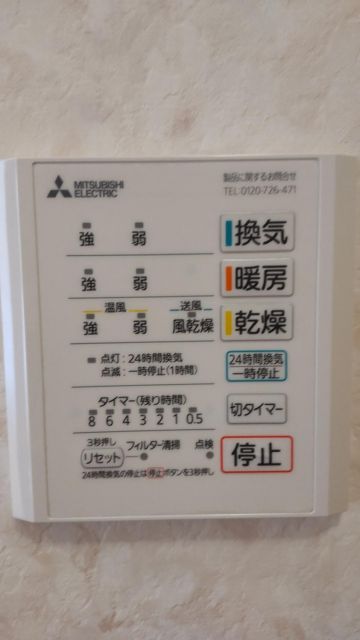 MITSUBISHI
ELECTRIC
製品に関するお問合せ
TEL:0120-726-471
強 弱 換気
強 弱 暖房
温風 送風
強 弱 風乾燥 乾燥
点灯:24時間換気
点滅:一時停止(1時間)
24時間換気
一時停止
タイマー(残り時間)
8 6 4 3 2 1 0.5
切タイマー
3秒押し
リセット フィルター清掃 点検
停止
24時間換気の停止は停止ボタンを3秒押し